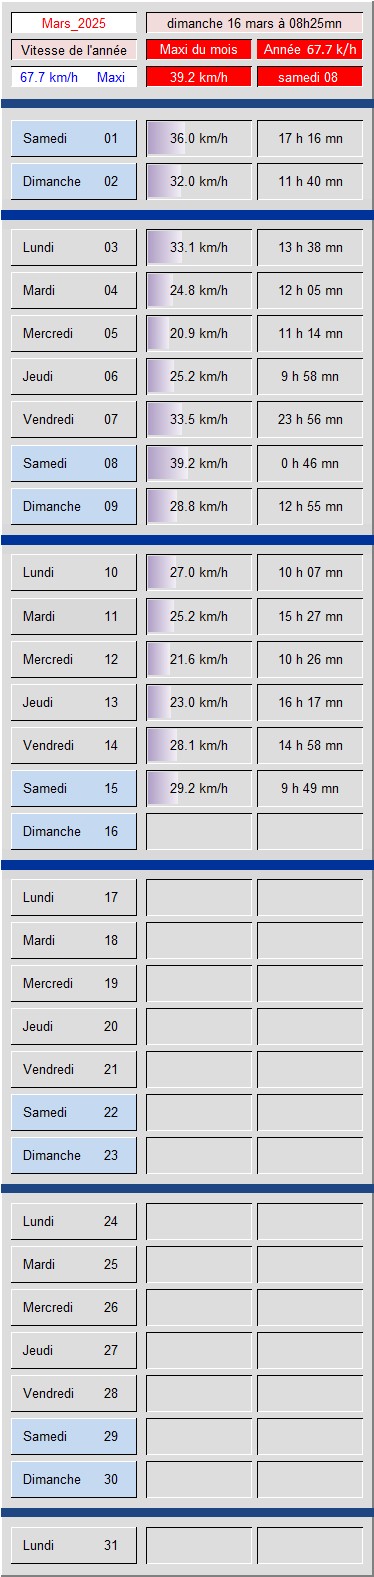 Mars_2025 dimanche 16 mars à 08h25mn
Vitesse de l'année Maxi du mois Année 67.7 k/h
67.7 km/h Maxi 39.2 km/h samedi 08
Samedi 01 36.0 km/h 17 h 16 mn
Dimanche 02 32.0 km/h 11 h 40 mn
Lundi 03 33.1 km/h 13 h 38 mn
Mardi 04 24.8 km/h 12 h 05 mn
Mercredi 05 20.9 km/h 11 h 14 mn
Jeudi 06 25.2 km/h 9 h 58 mn
Vendredi 07 33.5 km/h 23 h 56 mn
Samedi 08 39.2 km/h 0 h 46 mn
Dimanche 09 28.8 km/h 12 h 55 mn
Lundi 10 27.0 km/h 10 h 07 mn
Mardi 11 25.2 km/h 15 h 27 mn
Mercredi 12 21.6 km/h 10 h 26 mn
Jeudi 13 23.0 km/h 16 h 17 mn
Vendredi 14 28.1 km/h 14 h 58 mn
Samedi 15 29.2 km/h 9 h 49 mn
Dimanche 16
Lundi 17
Mardi 18
Mercredi 19
Jeudi 20
Vendredi 21
Samedi 22
Dimanche 23
Lundi 24
Mardi 25
Mercredi 26
Jeudi 27
Vendredi 28
Samedi 29
Dimanche 30
Lundi 31